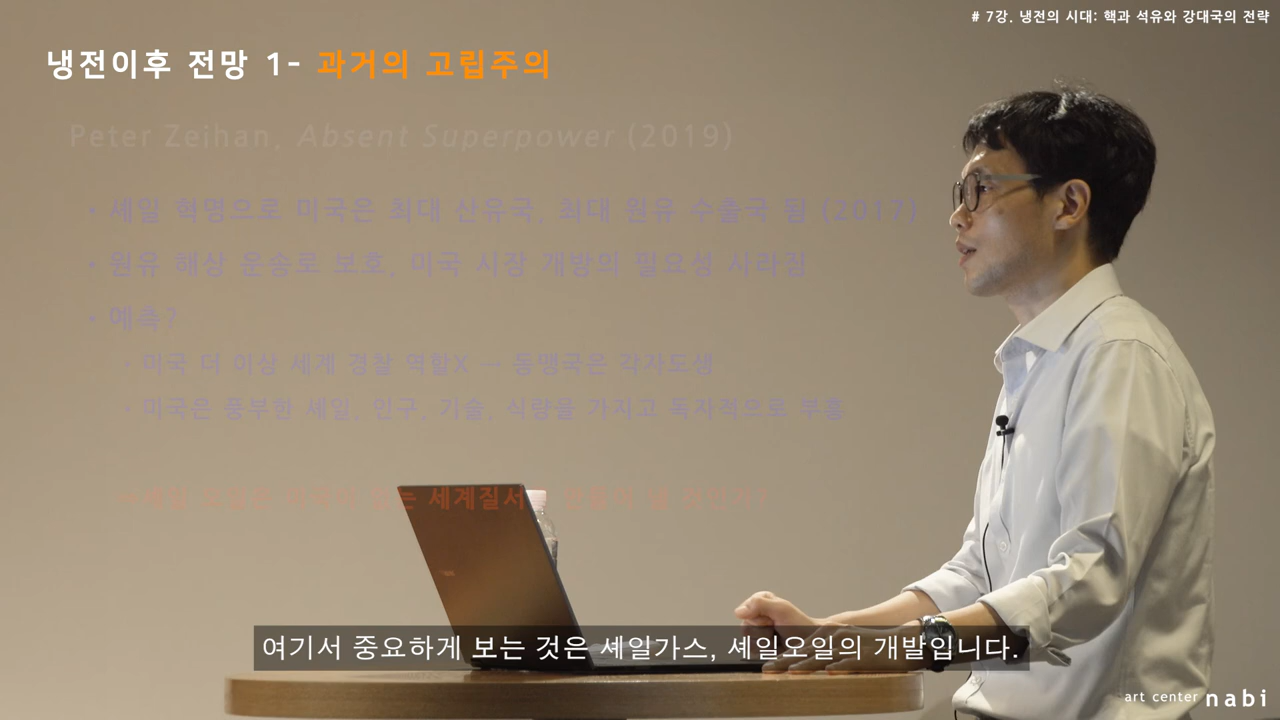 # 7강. 냉전의 시대: 핵과 석유와 강대국의 전략
냉전이후 전망 1- 과거의 고립주의
Peter Zeihan, Absent Superpower (2019)
• 셰일 혁명으로 미국은 최대 산유국, 최대 원유 수출국 됨 (2017)
• 원유 해상 운송로 보호, 미국 시장 개방의 필요성 사라짐
• 예측?
• 미국 더 이상 세계 경찰 역할X → 동맹국은 각자도생
• 미국은 풍부한 셰일, 인구, 기술, 식량을 가지고 독자적으로 부흥
없는 세계질서
여기서 중요하게 보는 것은 셰일가스, 셰일오일의 개발입니다.
art center nabi